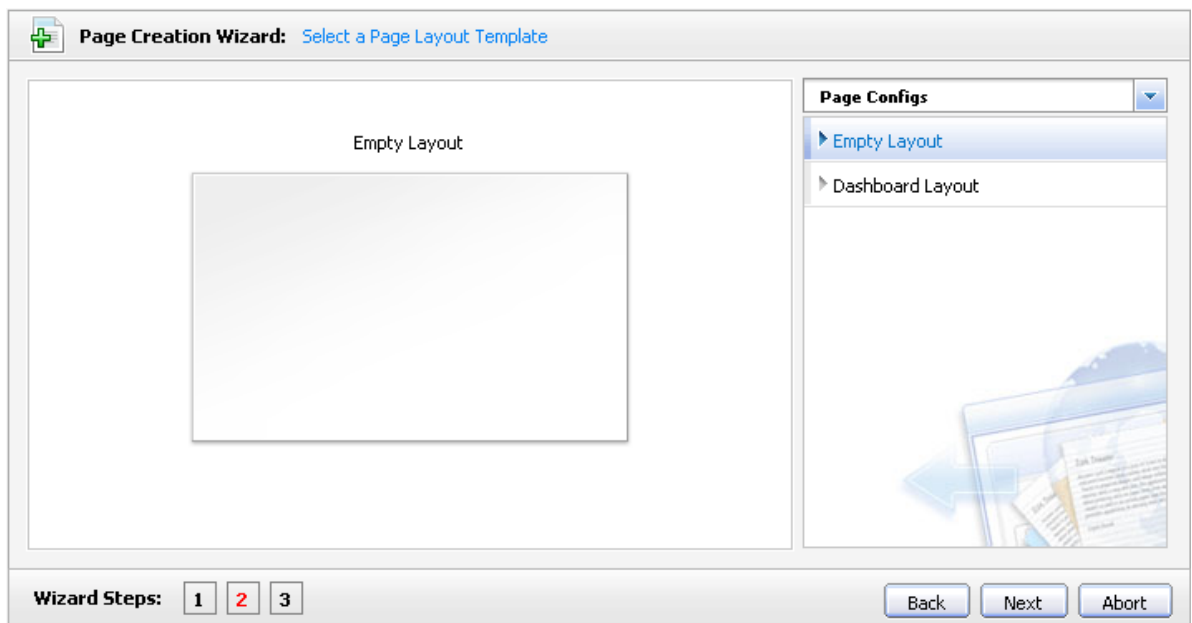 Page Creation Wizard: Select a Page Layout Template
Empty Layout
Page Configs
Empty Layout
Dashboard Layout
Wizard Steps: 1 2 3
Back Next Abort